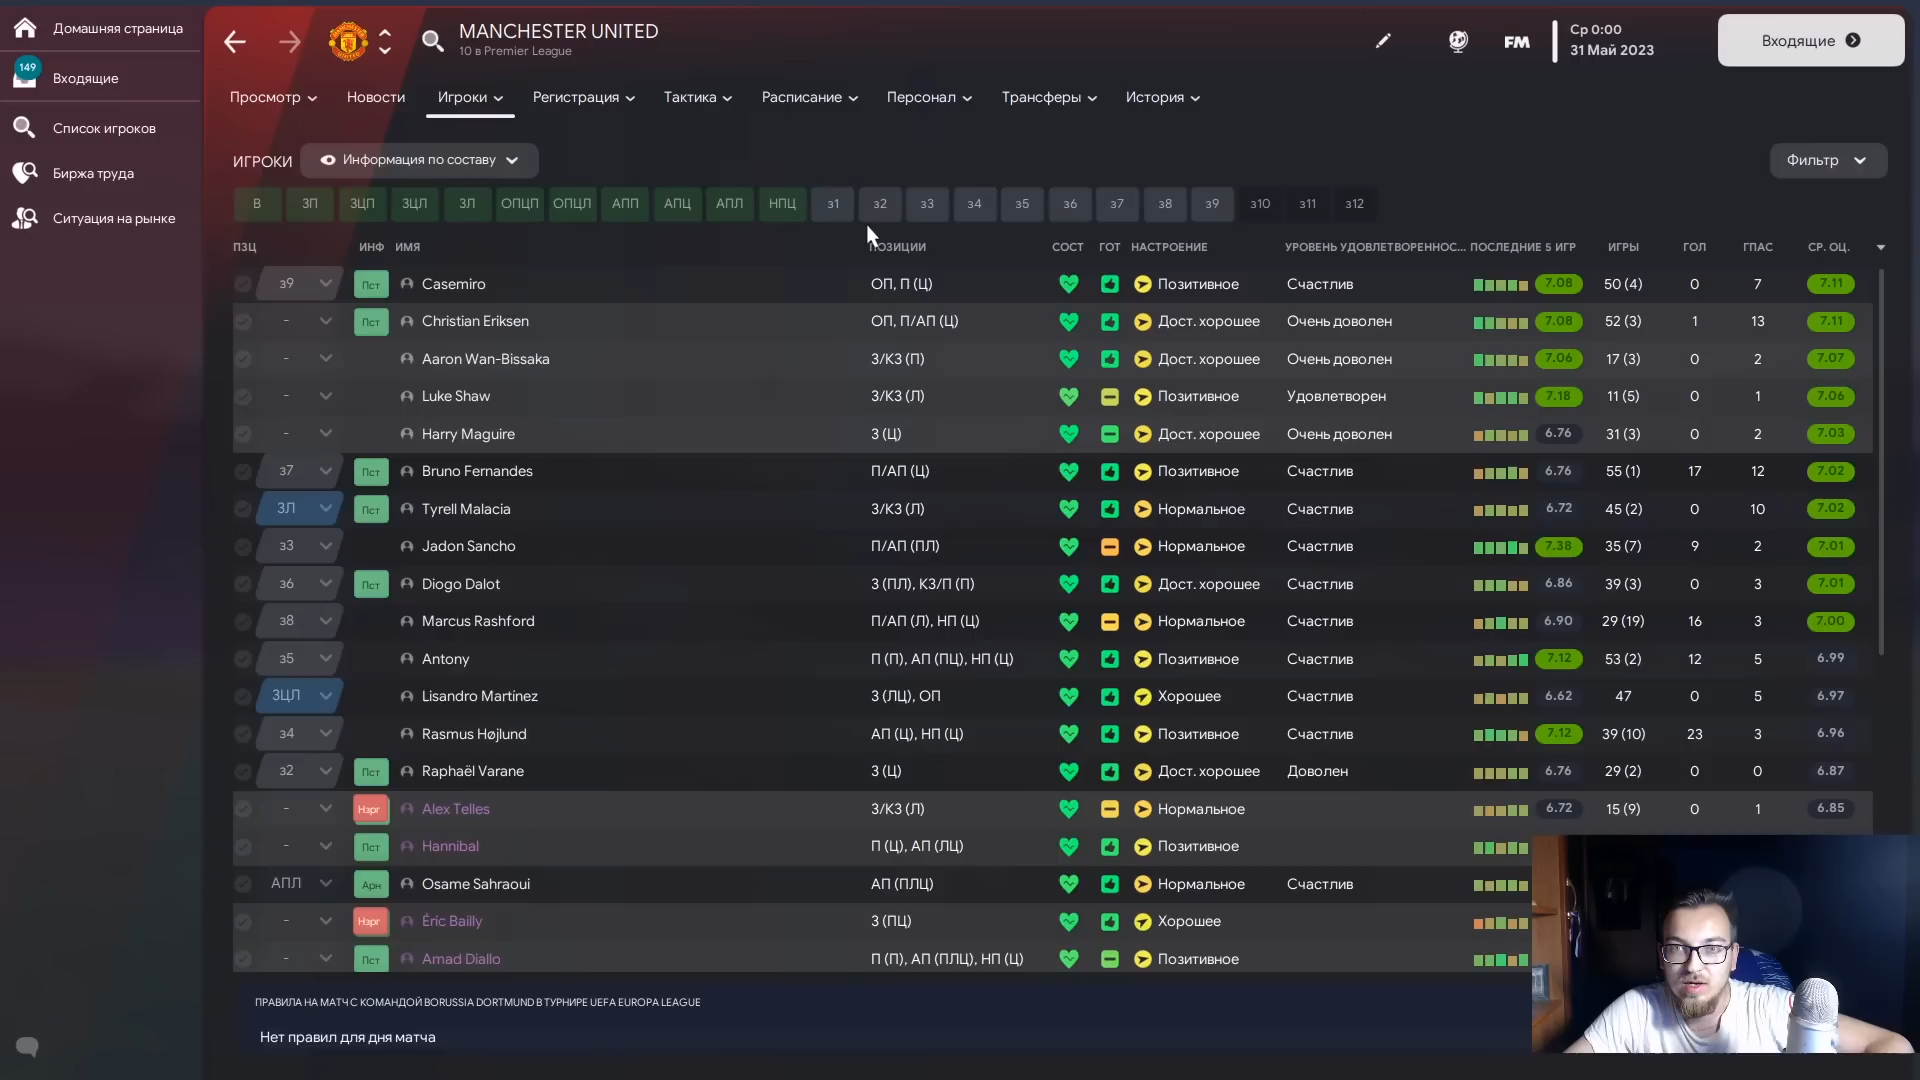 Домашняя страница
149
Входящие
Список игроков
Биржа труда
Ситуация на рынке
MANCHESTER UNITED
10 в Premier League
FM
Ср 0:00
31 Май 2023
Входящие
Просмотр Новости Игроки Регистрация Тактика Расписание Персонал Трансферы История
ИГРОКИ Информация по составу Фильтр
В ЗП ЗЦП ЗЦЛ ЗЛ ОПЦП ОПЦЛ АПП АПЦ АПЛ НПЦ з1 з2 з3 з4 з5 з6 з7 з8 з9 з10 з11 з12
ПЗЦ ИНФ ИМЯ ПОЗИЦИИ СОСТ ГОТ НАСТРОЕНИЕ УРОВЕНЬ УДОВЛЕТВОРЕННОС... ПОСЛЕДНИЕ 5 ИГР ИГРЫ ГОЛ ГПАС СР. ОЦ.
з9 Пст Casemiro ОП, П (Ц) Позитивное Счастлив 7.08 50 (4) 0 7 7.11
- Пст Christian Eriksen ОП, П/АП (Ц) Дост. хорошее Очень доволен 7.08 52 (3) 1 13 7.11
- Aaron Wan-Bissaka З/КЗ (П) Дост. хорошее Очень доволен 7.06 17 (3) 0 2 7.07
- Luke Shaw З/КЗ (Л) Позитивное Удовлетворен 7.18 11 (5) 0 1 7.06
- Harry Maguire З (Ц) Дост. хорошее Очень доволен 6.76 31 (3) 0 2 7.03
з7 Пст Bruno Fernandes П/АП (Ц) Позитивное Счастлив 6.76 55 (1) 17 12 7.02
ЗЛ Пст Tyrell Malacia З/КЗ (Л) Нормальное Счастлив 6.72 45 (2) 0 10 7.02
з3 Jadon Sancho П/АП (ПЛ) Нормальное Счастлив 7.38 35 (7) 9 2 7.01
з6 Пст Diogo Dalot З (ПЛ), КЗ/П (П) Дост. хорошее Счастлив 6.86 39 (3) 0 3 7.01
з8 Marcus Rashford П/АП (Л), НП (Ц) Нормальное Счастлив 6.90 29 (19) 16 3 7.00
з5 Antony П (П), АП (ПЦ), НП (Ц) Позитивное Счастлив 7.12 53 (2) 12 5 6.99
ЗЦЛ Lisandro Martínez З (ЛЦ), ОП Хорошее Счастлив 6.62 47 0 5 6.97
з4 Rasmus Højlund АП (Ц), НП (Ц) Позитивное Счастлив 7.12 39 (10) 23 3 6.96
з2 Пст Raphaël Varane З (Ц) Дост. хорошее Доволен 6.76 29 (2) 0 0 6.87
- Нзрг Alex Telles З/КЗ (Л) Нормальное 6.72 15 (9) 0 1 6.85
- Пст Hannibal П (Ц), АП (ЛЦ) Позитивное
АПЛ Арн Osame Sahraoui АП (ПЛЦ) Нормальное Счастлив
- Нзрг Éric Bailly З (ПЦ) Хорошее
- Пст Amad Diallo П (П), АП (ПЛЦ), НП (Ц) Позитивное
ПРАВИЛА НА МАТЧ С КОМАНДОЙ BORUSSIA DORTMUND В ТУРНИРЕ UEFA EUROPA LEAGUE
Нет правил для дня матча